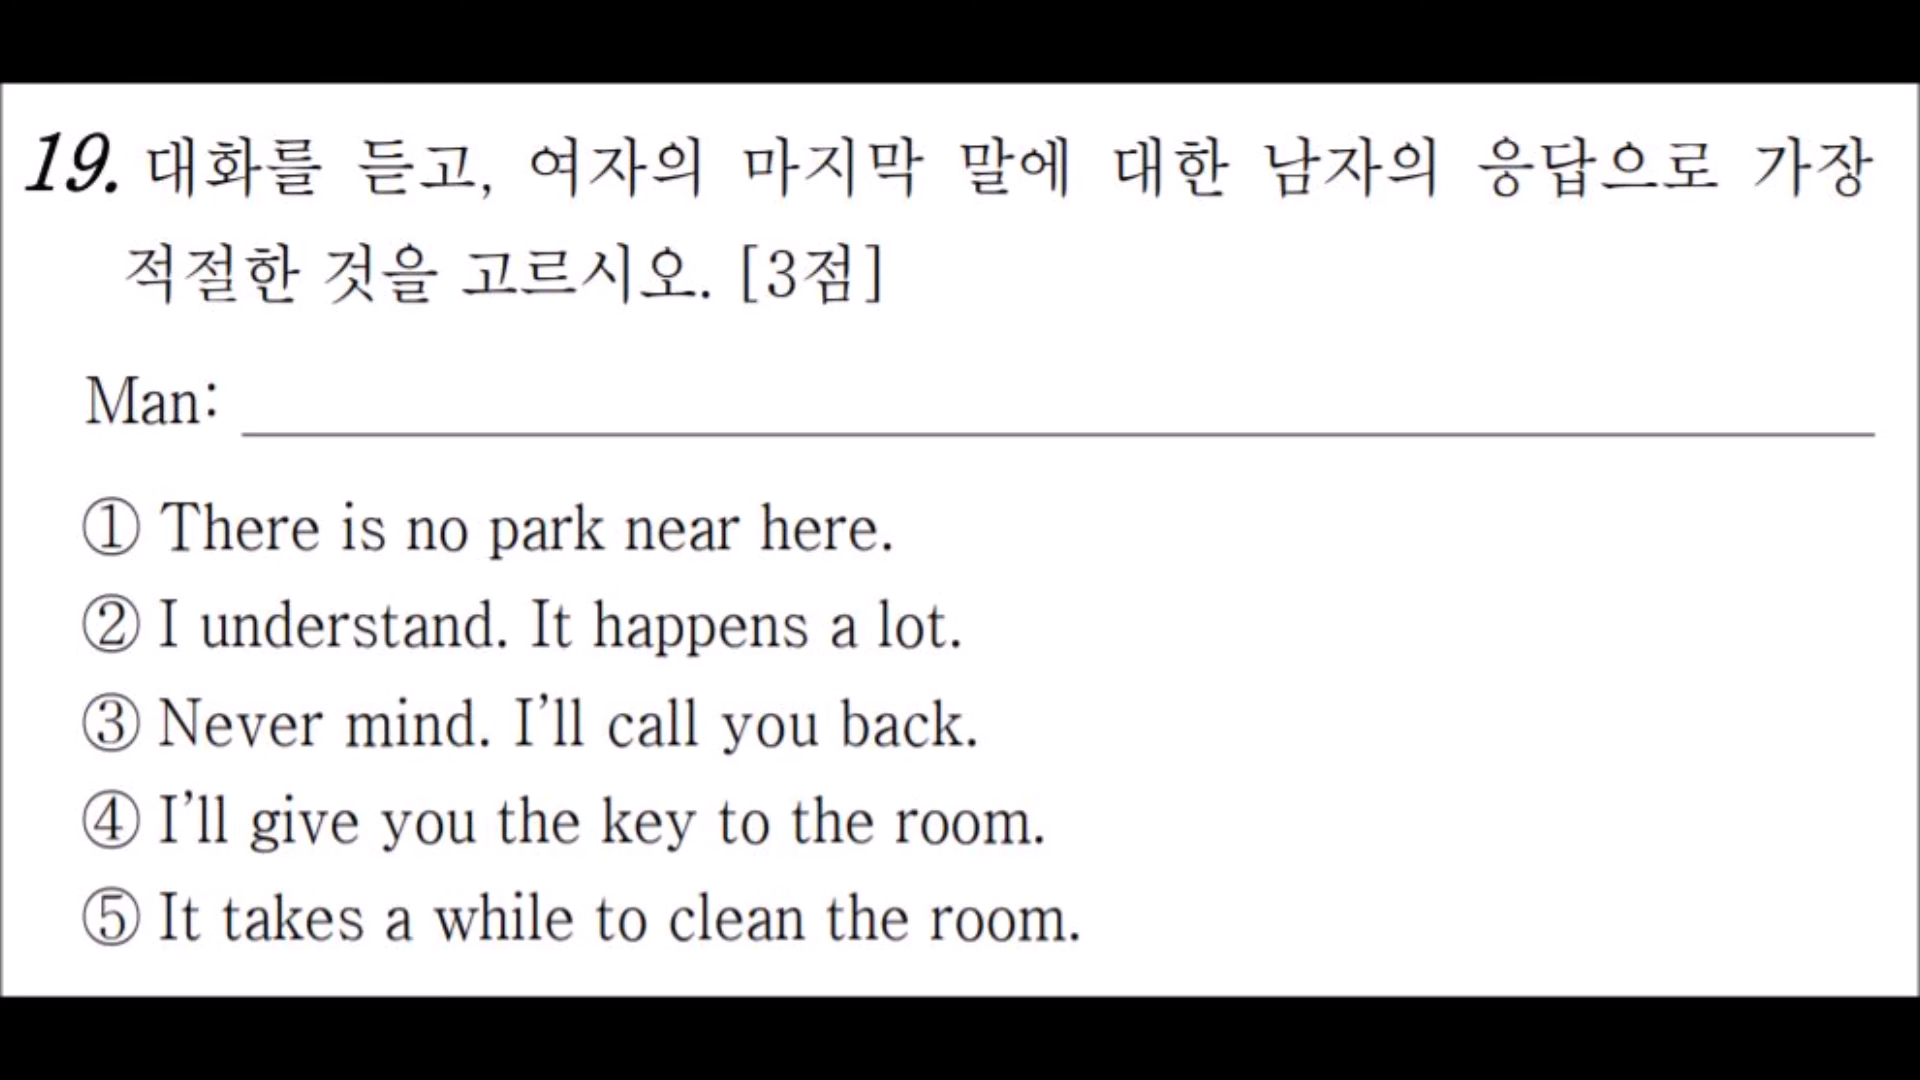 19. 대화를 듣고, 여자의 마지막 말에 대한 남자의 응답으로 가장
적절한 것을 고르시오. [3점]
Man:
① There is no park near here.
② I understand. It happens a lot.
③ Never mind. I’ll call you back.
④ I’ll give you the key to the room.
⑤ It takes a while to clean the room.